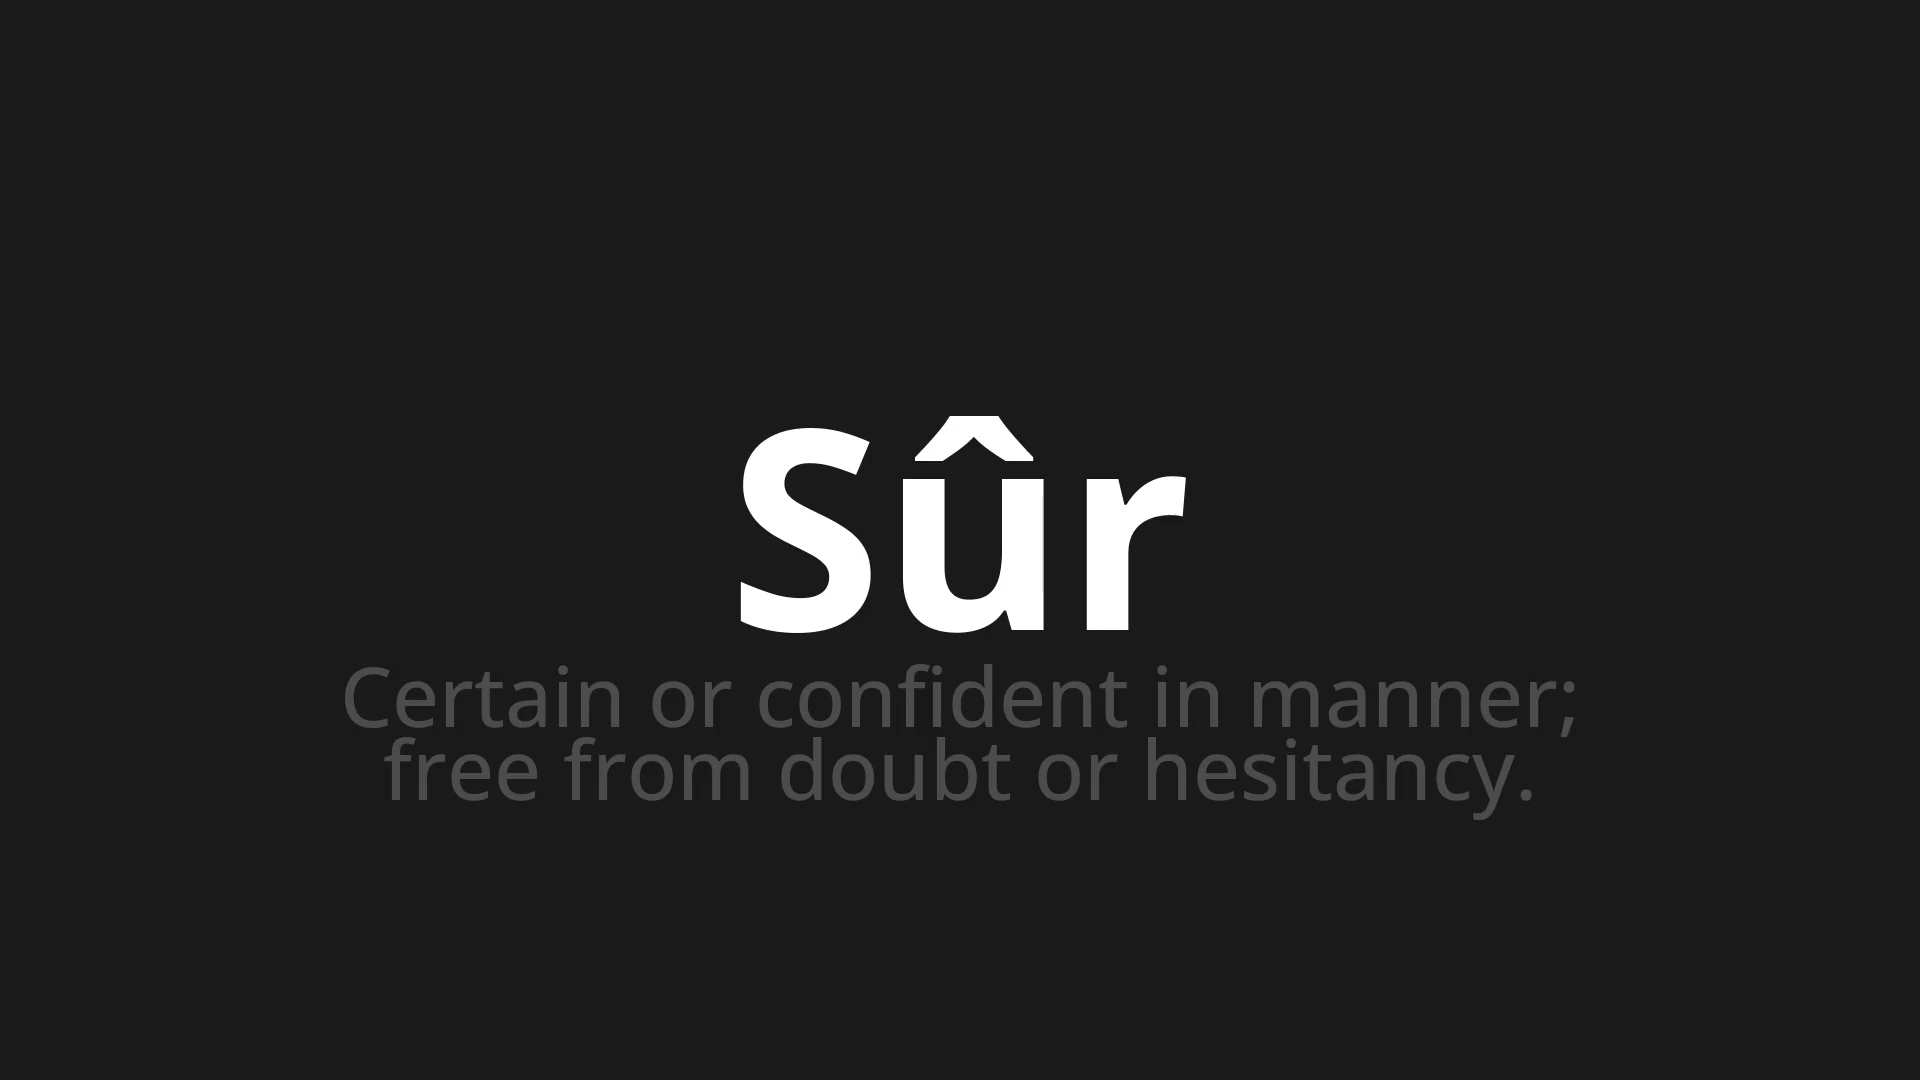 Sûr
Certain or confident in manner;
free from doubt or hesitancy.